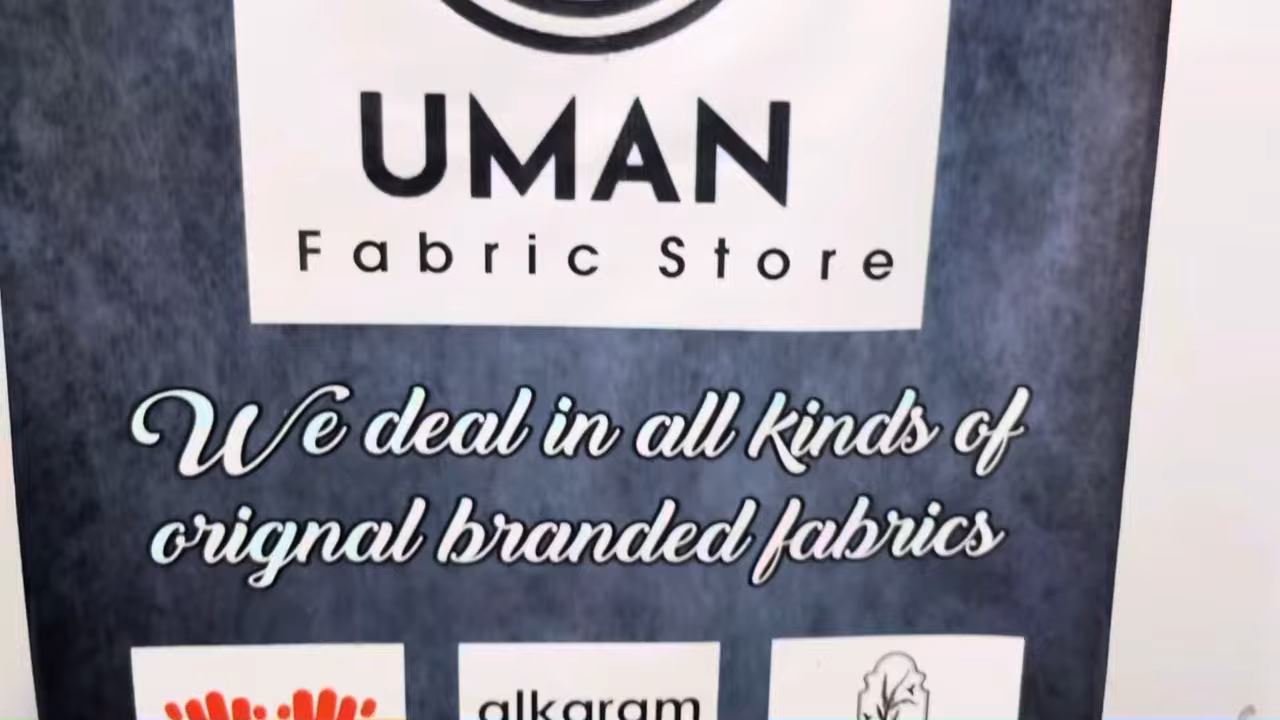 UMAN
Fabric Store
We deal in all kinds of
orignal branded fabrics
alkaram